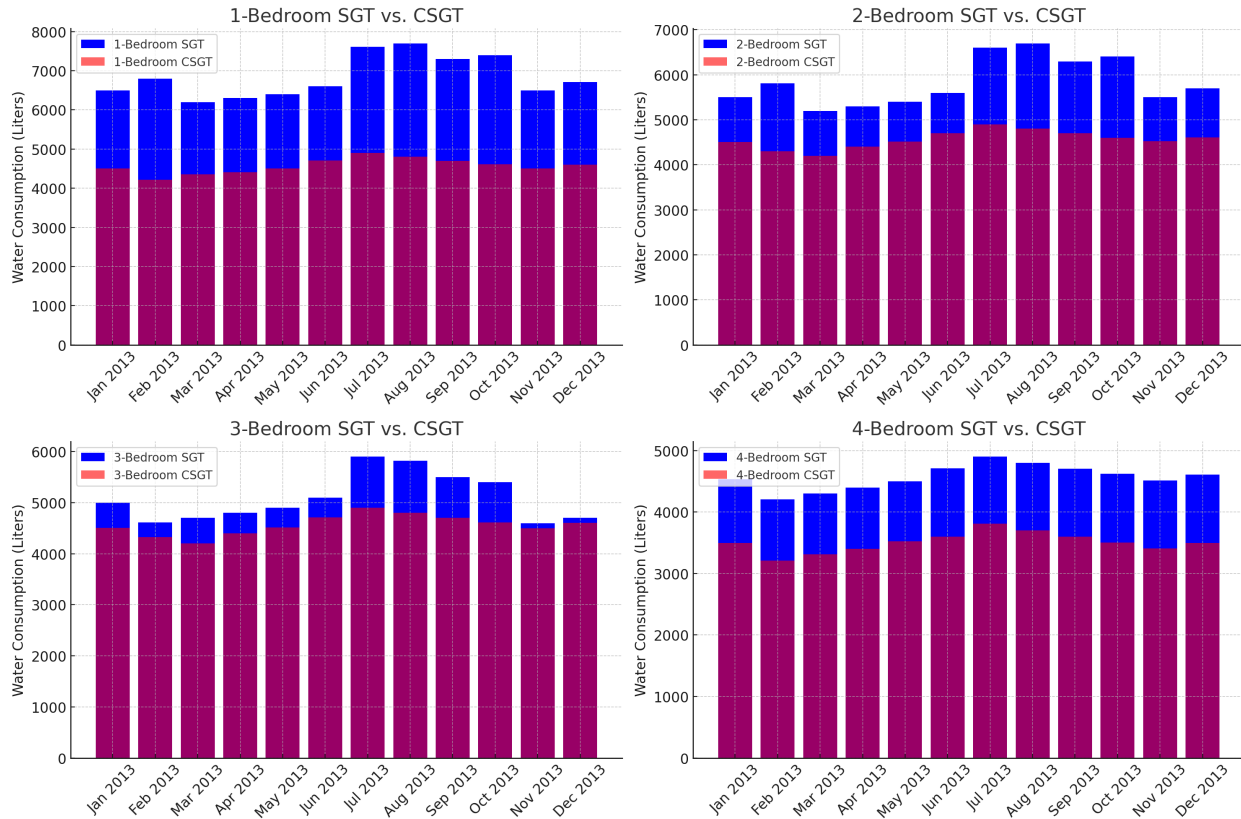 1-Bedroom SGT vs. CSGT
1-Bedroom SGT
1-Bedroom CSGT
Water Consumption (Liters)
8000
7000
6000
5000
4000
3000
2000
1000
0
Jan 2013
Feb 2013
Mar 2013
Apr 2013
May 2013
Jun 2013
Jul 2013
Aug 2013
Sep 2013
Oct 2013
Nov 2013
Dec 2013
2-Bedroom SGT vs. CSGT
2-Bedroom SGT
2-Bedroom CSGT
Water Consumption (Liters)
7000
6000
5000
4000
3000
2000
1000
0
Jan 2013
Feb 2013
Mar 2013
Apr 2013
May 2013
Jun 2013
Jul 2013
Aug 2013
Sep 2013
Oct 2013
Nov 2013
Dec 2013
3-Bedroom SGT vs. CSGT
3-Bedroom SGT
3-Bedroom CSGT
Water Consumption (Liters)
6000
5000
4000
3000
2000
1000
0
Jan 2013
Feb 2013
Mar 2013
Apr 2013
May 2013
Jun 2013
Jul 2013
Aug 2013
Sep 2013
Oct 2013
Nov 2013
Dec 2013
4-Bedroom SGT vs. CSGT
4-Bedroom SGT
4-Bedroom CSGT
Water Consumption (Liters)
5000
4000
3000
2000
1000
0
Jan 2013
Feb 2013
Mar 2013
Apr 2013
May 2013
Jun 2013
Jul 2013
Aug 2013
Sep 2013
Oct 2013
Nov 2013
Dec 2013